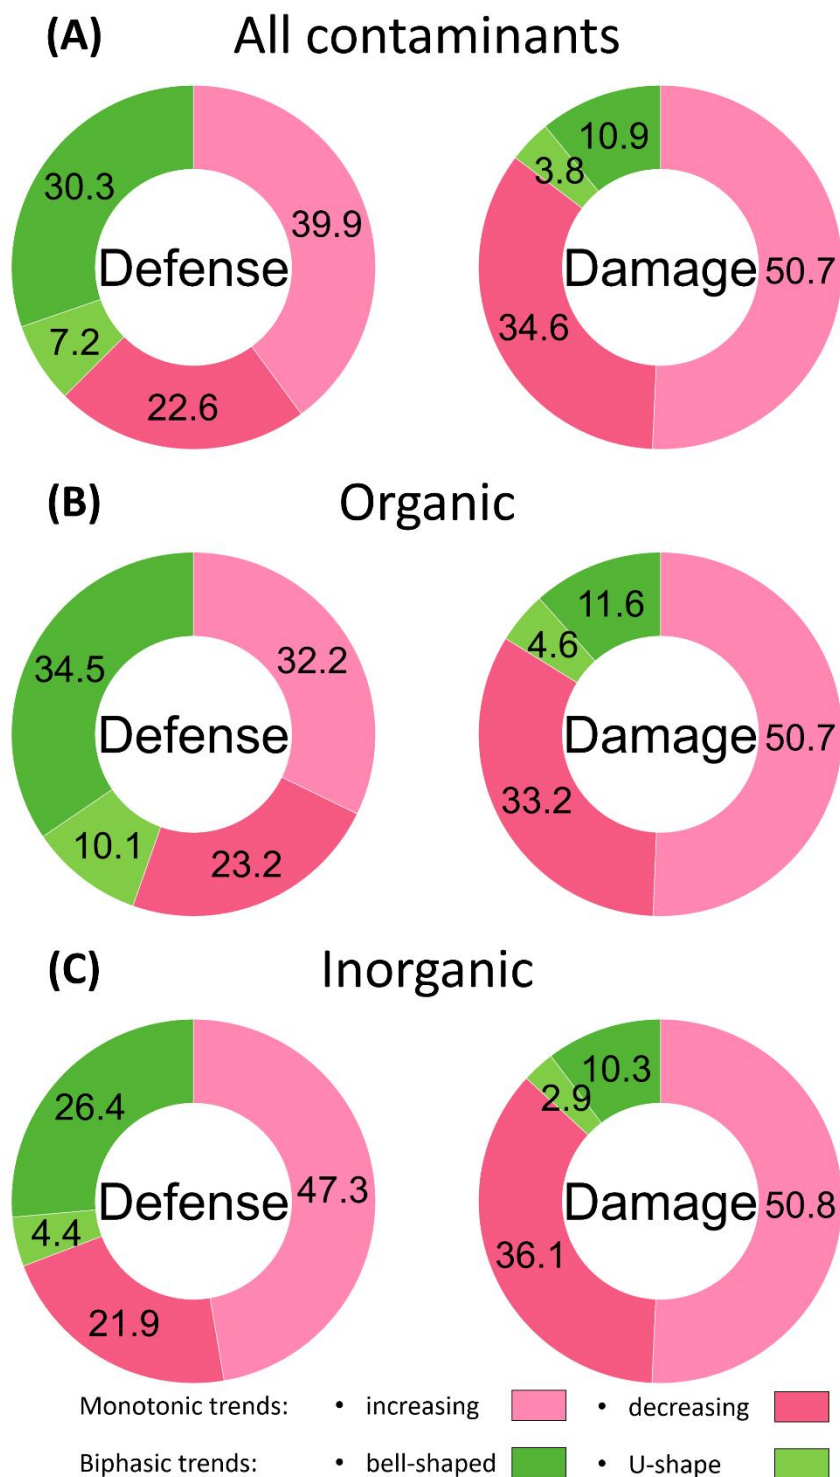 (A) All contaminants
30.3
39.9
Defense
7.2
22.6
10.9
3.8
Damage
50.7
34.6
(B) Organic
34.5
32.2
Defense
10.1
23.2
11.6
4.6
Damage
50.7
33.2
(C) Inorganic
26.4
47.3
Defense
4.4
21.9
10.3
2.9
Damage
50.8
36.1
Monotonic trends: • increasing • decreasing
Biphasic trends: • bell-shaped • U-shape